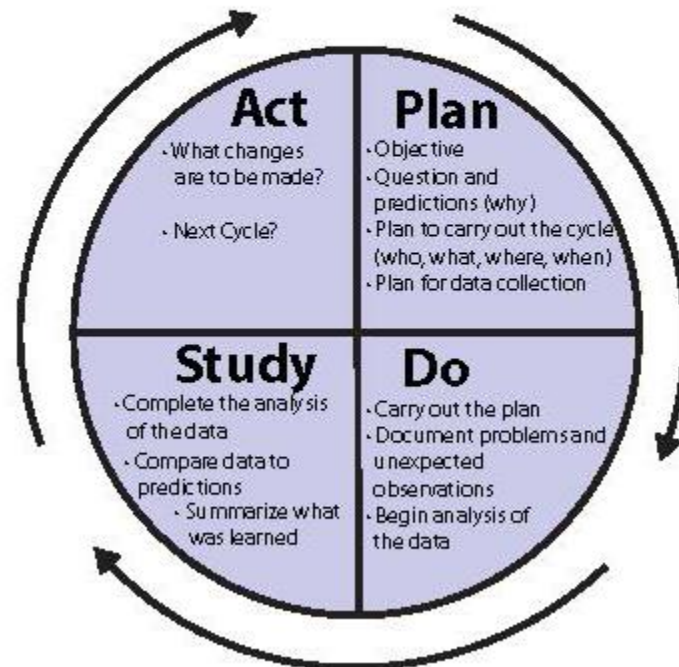 Act
· What changes
are to be made?
· Next Cycle?
Plan
· Objective
· Question and
predictions (why)
· Plan to carry out the cycle
(who, what, where, when)
· Plan for data collection
Study
· Complete the analysis
of the data
· Compare data to
predictions
· Summarize what
was learned
Do
· Carry out the plan
· Document problems and
unexpected
observations
· Begin analysis of
the data